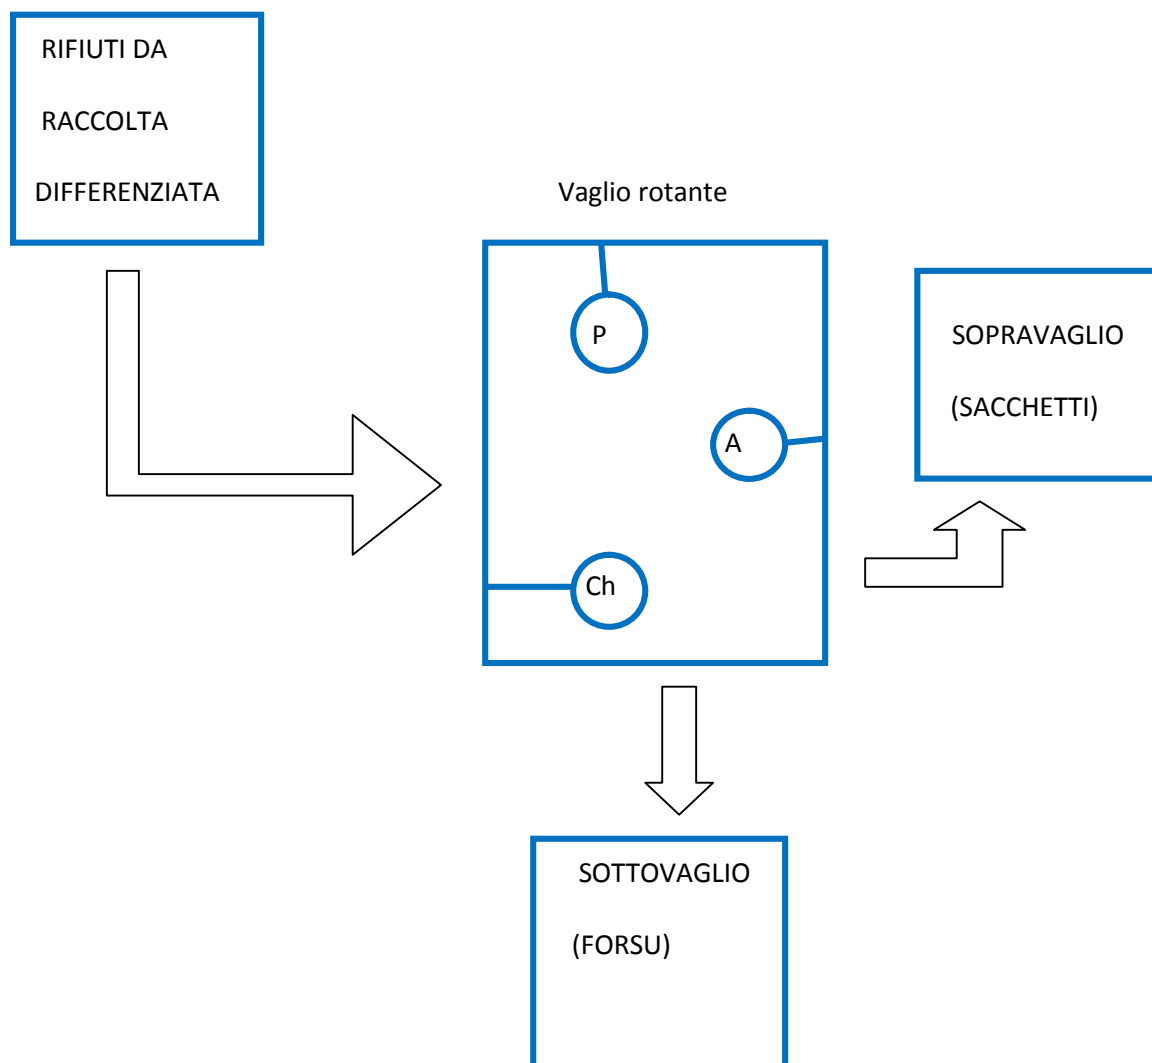 RIFIUTI DA
RACCOLTA
DIFFERENZIATA
Vaglio rotante
P
A
Ch
SOPRAVAGLIO
(SACCHETTI)
SOTTOVAGLIO
(FORSU)